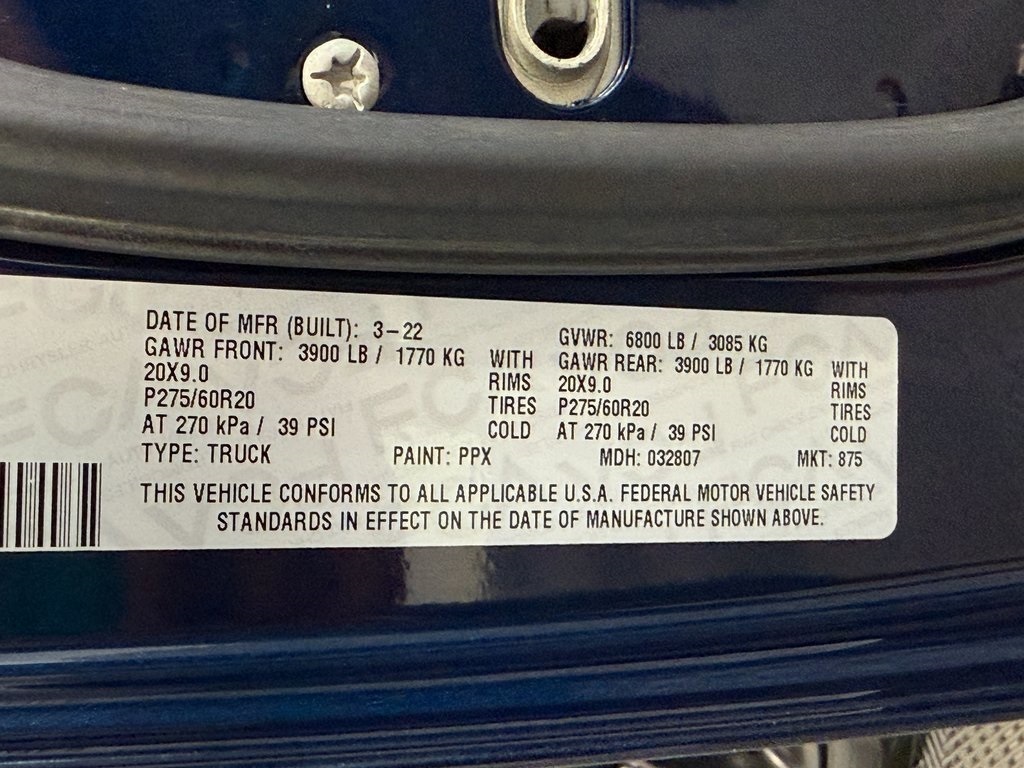 DATE OF MFR (BUILT): 3-22
GVWR: 6800 LB / 3085 KG
GAWR FRONT: 3900 LB / 1770 KG WITH
GAWR REAR: 3900 LB / 1770 KG WITH
20X9.0 RIMS
20X9.0 RIMS
P275/60R20 TIRES
P275/60R20 TIRES
AT 270 kPa / 39 PSI COLD
AT 270 kPa / 39 PSI COLD
TYPE: TRUCK PAINT: PPX MDH: 032807 MKT: 875
THIS VEHICLE CONFORMS TO ALL APPLICABLE U.S.A. FEDERAL MOTOR VEHICLE SAFETY
STANDARDS IN EFFECT ON THE DATE OF MANUFACTURE SHOWN ABOVE.